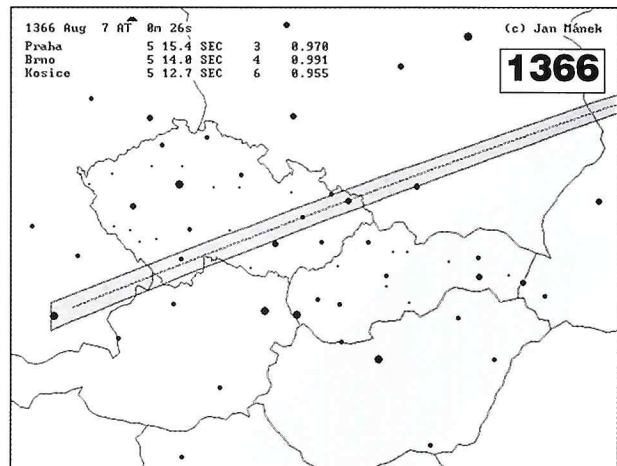 1366 Aug 7 AT 0m 26s
(c) Jan Mánek
Praha 5 15.4 SEC 3 0.970
Brno 5 14.0 SEC 4 0.991
Kosice 5 12.7 SEC 6 0.955
1366